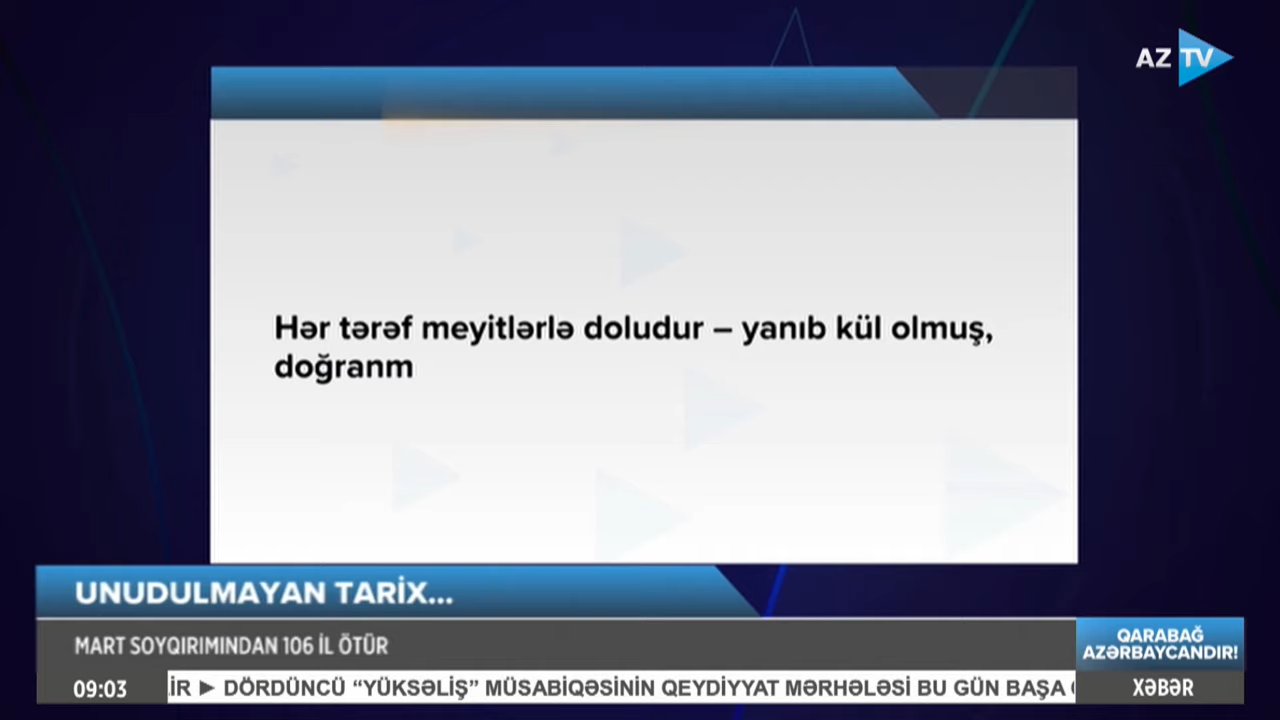 AZ TV
Hər tərəf meyitlərlə doludur – yanıb kül olmuş,
doğranm
UNUDULMAYAN TARİX...
MART SOYQIRIMINDAN 106 İL ÖTÜR
QARABAĞ
AZƏRBAYCANDIR!
09:03
İR ► DÖRDÜNCÜ “YÜKSƏLİŞ” MÜSABİQƏSİNİN QEYDİYYAT MƏRHƏLƏSİ BU GÜN BAŞA
XƏBƏR